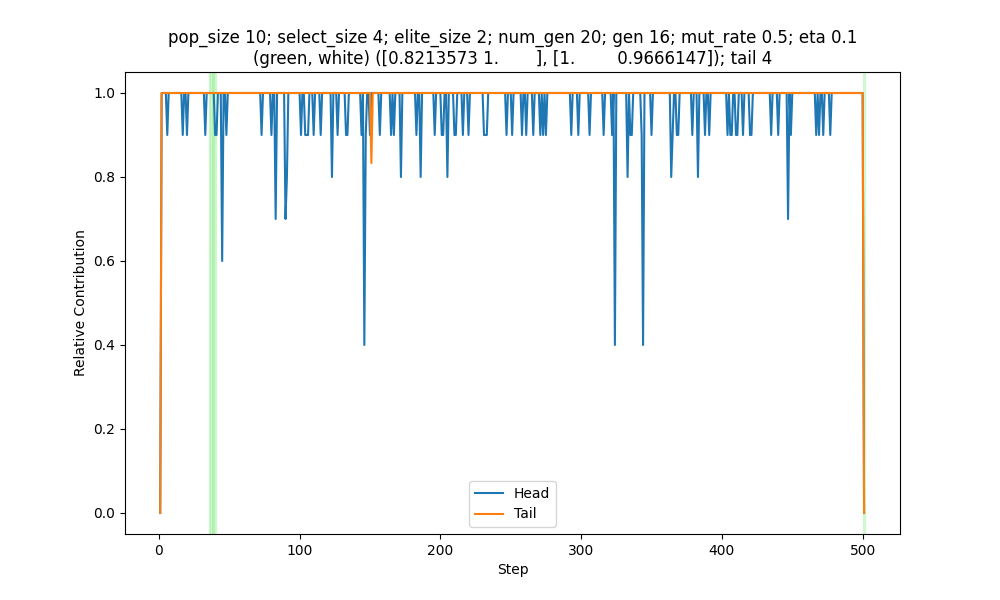 pop_size 10; select_size 4; elite_size 2; num_gen 20; gen 16; mut_rate 0.5; eta 0.1
(green, white) ([0.8213573 1.       ], [1.        0.9666147]); tail 4
1.0
0.8
0.6
0.4
0.2
0.0
Relative Contribution
Head
Tail
0 100 200 300 400 500
Step